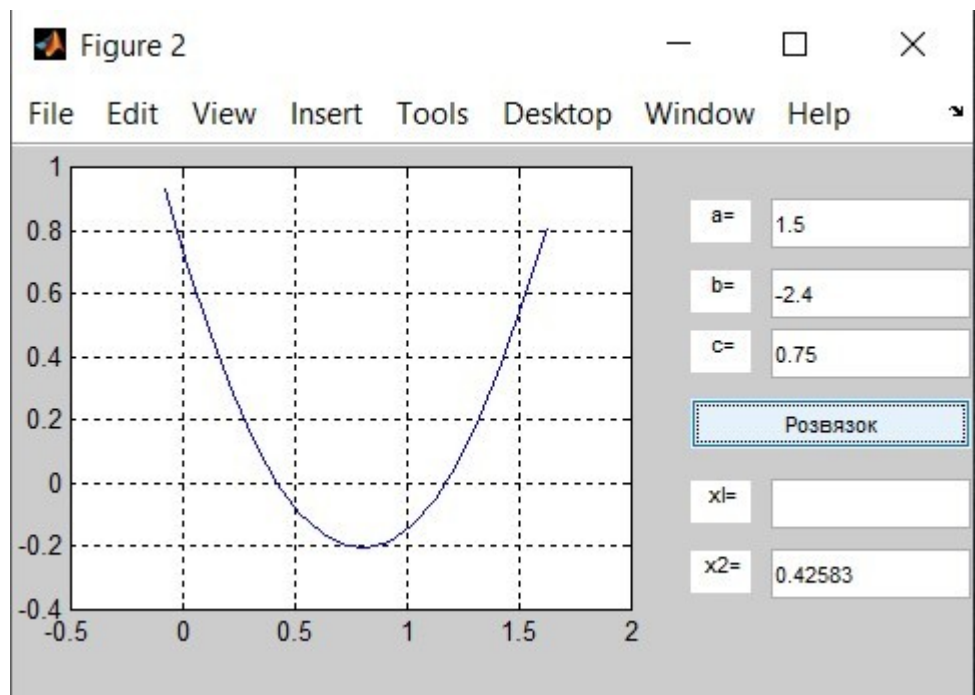 Figure 2
File Edit View Insert Tools Desktop Window Help
1
0.8
0.6
0.4
0.2
0
-0.2
-0.4
-0.5 0 0.5 1 1.5 2
a= 1.5
b= -2.4
c= 0.75
Розвязок
xl=
x2= 0.42583